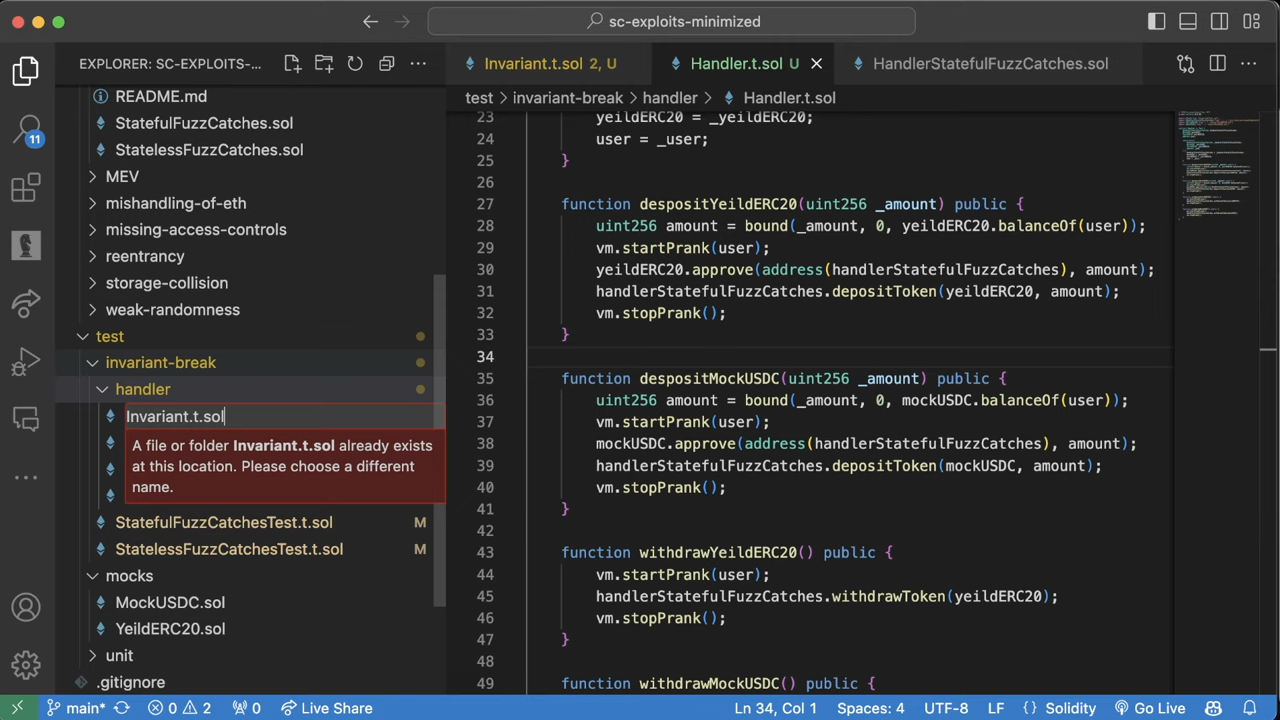 sc-exploits-minimized
EXPLORER: SC-EXPLOITS-...
Invariant.t.sol 2, U
Handler.t.sol U
HandlerStatefulFuzzCatches.sol
test > invariant-break > handler > Handler.t.sol
11
README.md
StatefulFuzzCatches.sol
StatelessFuzzCatches.sol
MEV
mishandling-of-eth
missing-access-controls
reentrancy
storage-collision
weak-randomness
test
invariant-break
handler
Invariant.t.sol
A file or folder Invariant.t.sol already exists
at this location. Please choose a different
name.
StatefulFuzzCatchesTest.t.sol M
StatelessFuzzCatchesTest.t.sol M
mocks
MockUSDC.sol
YeildERC20.sol
unit
.gitignore
23 yeildERC20 = _yeildERC20;
24 user = _user;
25 }
26
27 function despositYeildERC20(uint256 _amount) public {
28 uint256 amount = bound(_amount, 0, yeildERC20.balanceOf(user));
29 vm.startPrank(user);
30 yeildERC20.approve(address(handlerStatefulFuzzCatches), amount);
31 handlerStatefulFuzzCatches.depositToken(yeildERC20, amount);
32 vm.stopPrank();
33 }
34
35 function despositMockUSDC(uint256 _amount) public {
36 uint256 amount = bound(_amount, 0, mockUSDC.balanceOf(user));
37 vm.startPrank(user);
38 mockUSDC.approve(address(handlerStatefulFuzzCatches), amount);
39 handlerStatefulFuzzCatches.depositToken(mockUSDC, amount);
40 vm.stopPrank();
41 }
42
43 function withdrawYeildERC20() public {
44 vm.startPrank(user);
45 handlerStatefulFuzzCatches.withdrawToken(yeildERC20);
46 vm.stopPrank();
47 }
48
49 function withdrawMockUSDC() public {
main* 0 2 0 Live Share Ln 34, Col 1 Spaces: 4 UTF-8 LF {} Solidity Go Live